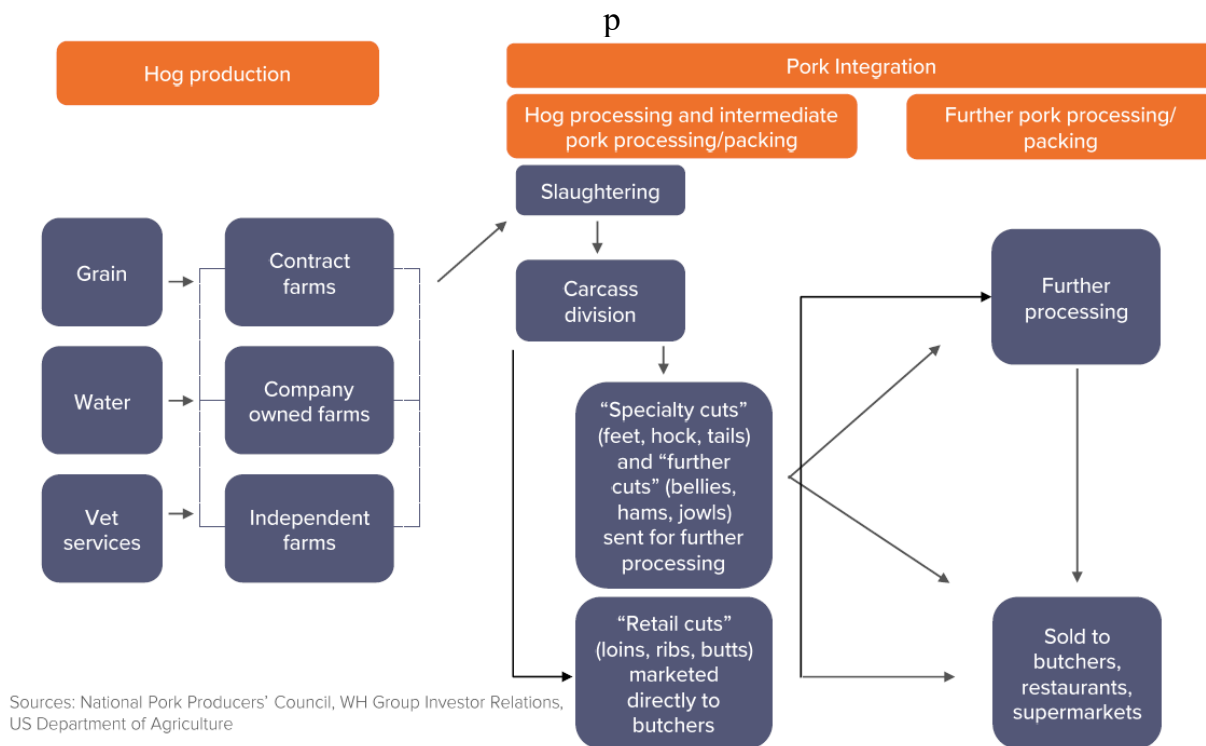 p
Hog production
Pork Integration
Hog processing and intermediate
pork processing/packing
Further pork processing/
packing
Slaughtering
Grain
Contract
farms
Carcass
division
Further
processing
Water
Company
owned farms
“Specialty cuts”
(feet, hock, tails)
and “further
cuts” (bellies,
hams, jowls)
sent for further
processing
Vet
services
Independent
farms
“Retail cuts”
(loins, ribs, butts)
marketed
directly to
butchers
Sold to
butchers,
restaurants,
supermarkets
Sources: National Pork Producers’ Council, WH Group Investor Relations,
US Department of Agriculture